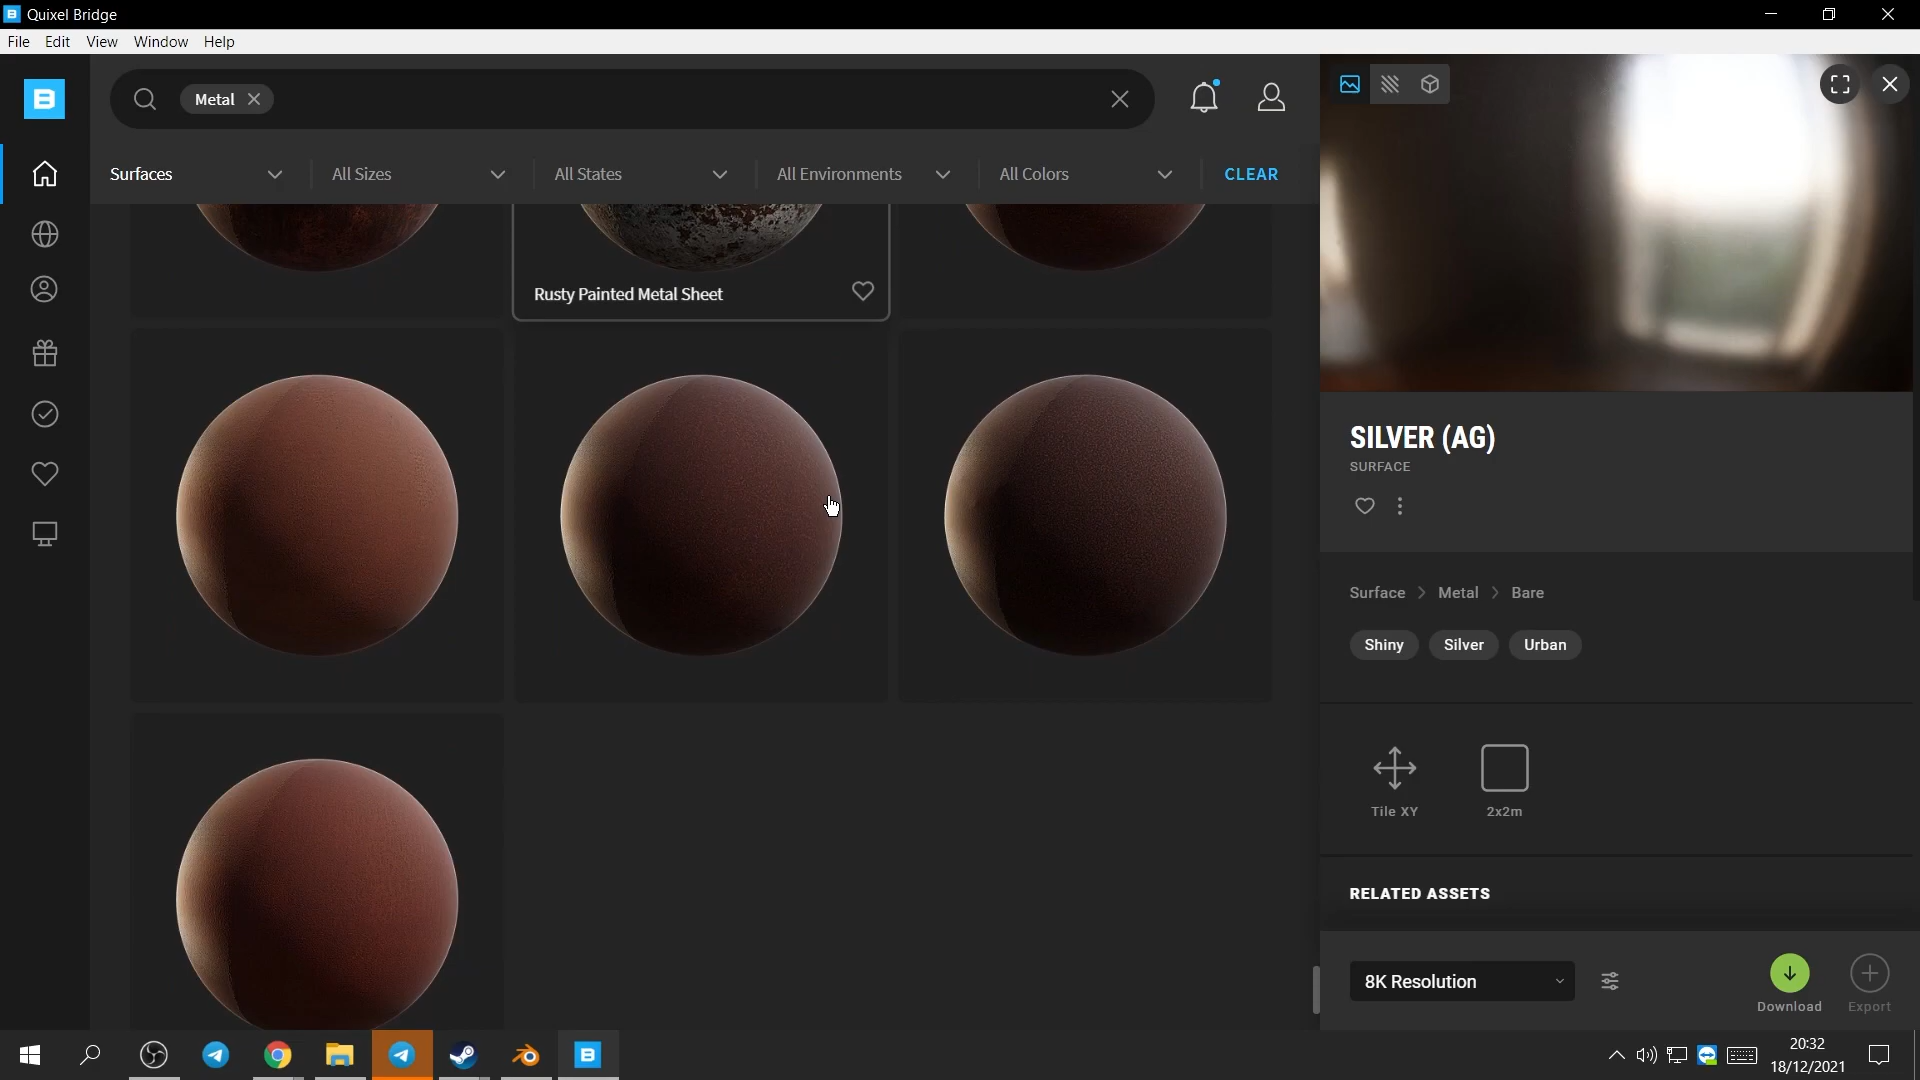 Quixel Bridge
File Edit View Window Help
Metal
Surfaces All Sizes All States All Environments All Colors CLEAR
Rusty Painted Metal Sheet
SILVER (AG)
SURFACE
Surface > Metal > Bare
Shiny Silver Urban
Tile XY 2x2m
RELATED ASSETS
8K Resolution
Download Export
20:32
18/12/2021